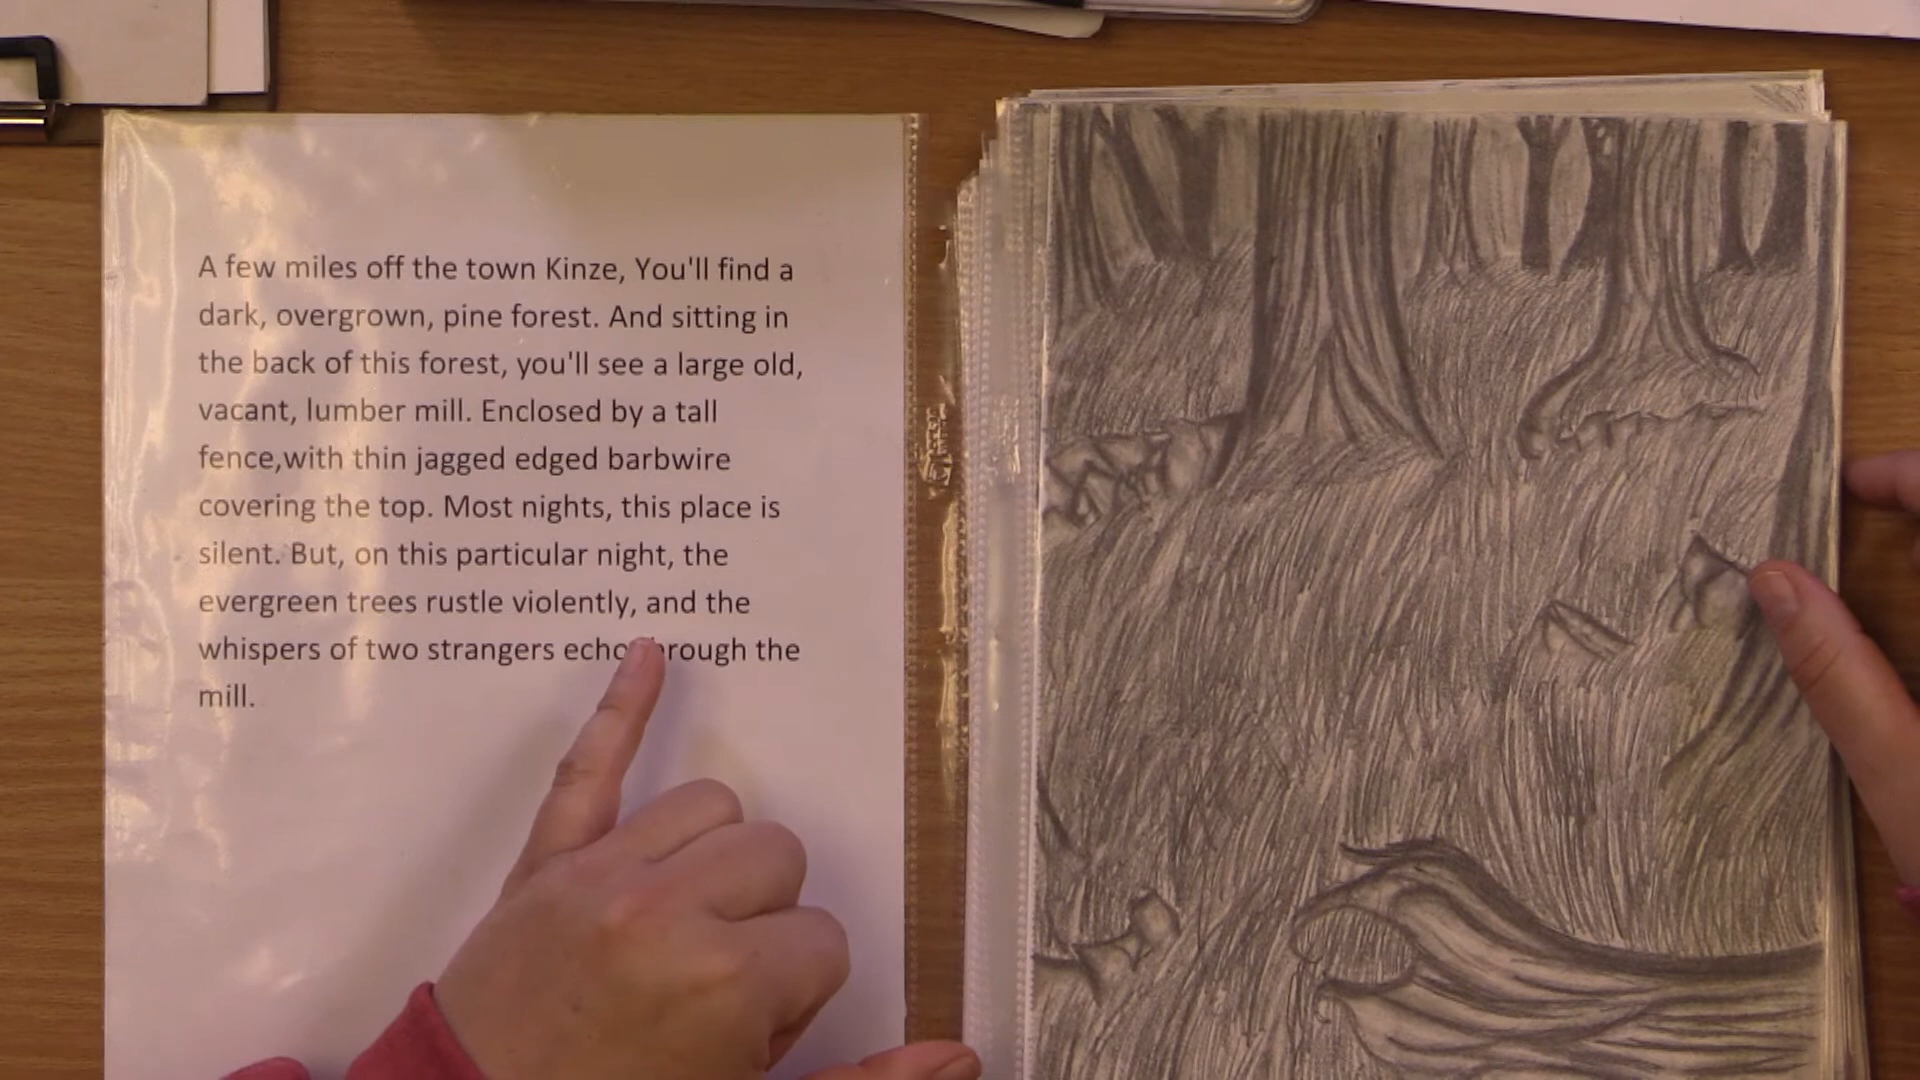 A few miles off the town Kinze, You'll find a
dark, overgrown, pine forest. And sitting in
the back of this forest, you'll see a large old,
vacant, lumber mill. Enclosed by a tall
fence,with thin jagged edged barbwire
covering the top. Most nights, this place is
silent. But, on this particular night, the
evergreen trees rustle violently, and the
whispers of two strangers echo through the
mill.